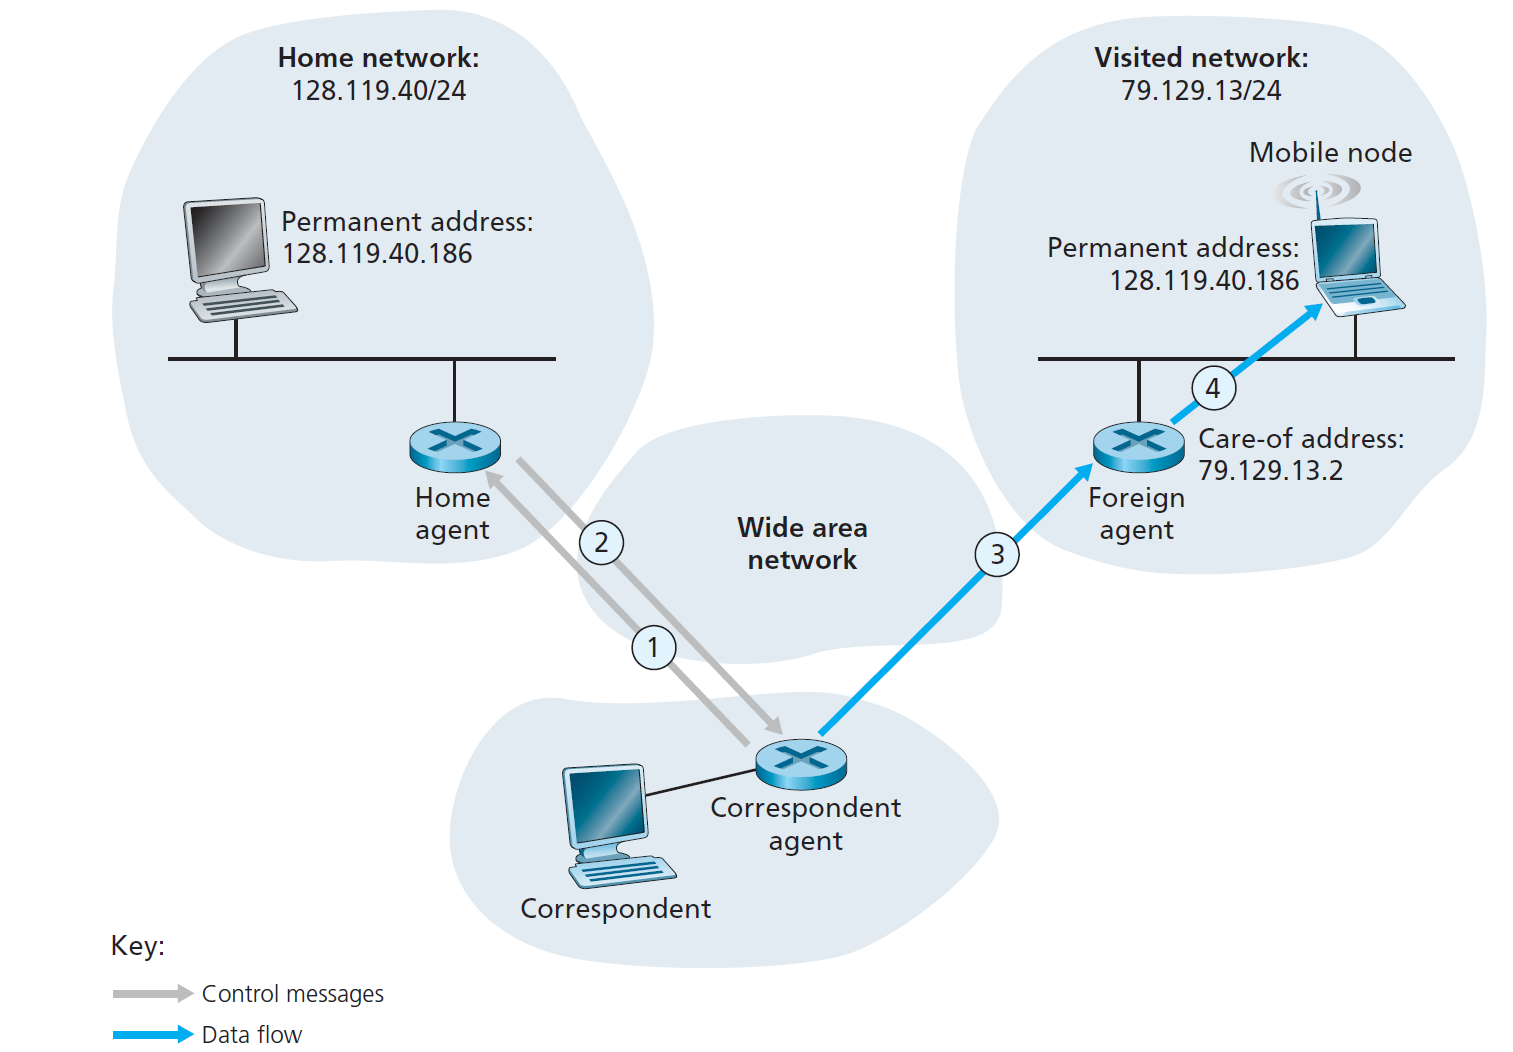 Home network:
128.119.40/24
Permanent address:
128.119.40.186
Home
agent
Visited network:
79.129.13/24
Mobile node
Permanent address:
128.119.40.186
4
Care-of address:
79.129.13.2
Foreign
agent
Wide area
network
2
3
1
Correspondent
agent
Correspondent
Key:
Control messages
Data flow